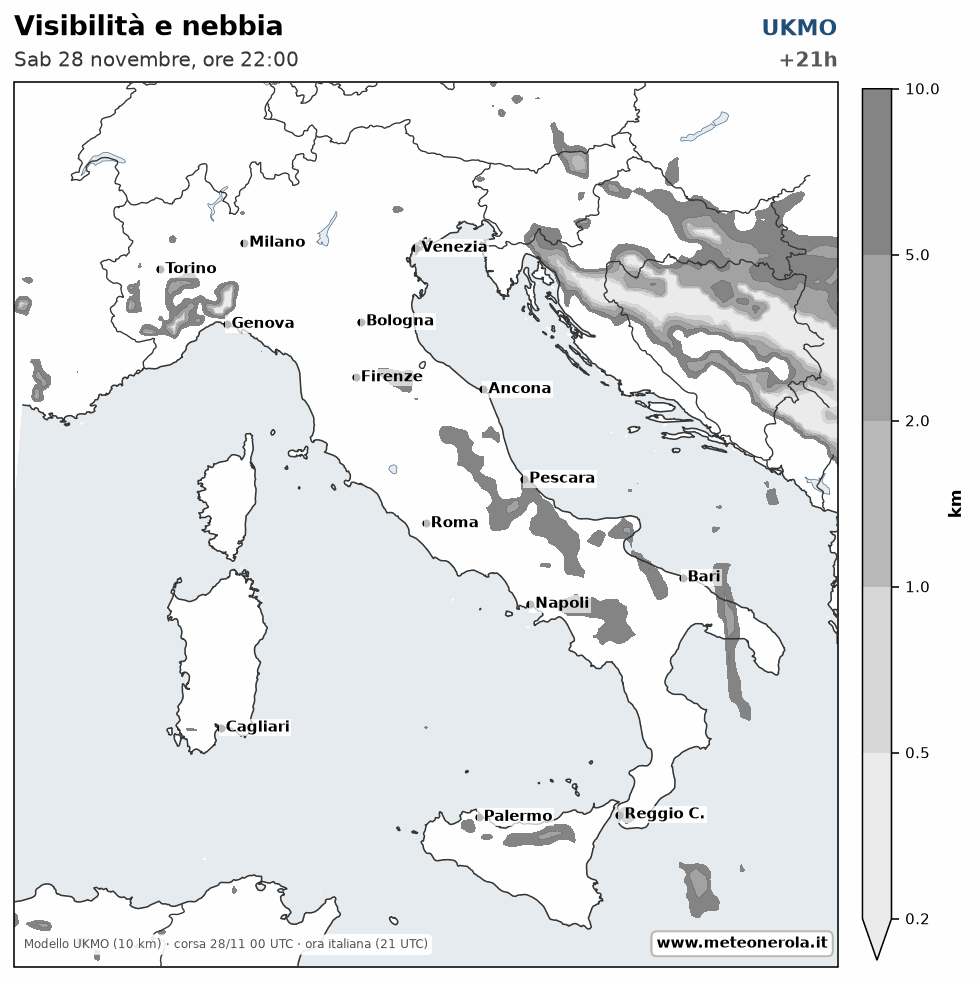 Visibilità e nebbia
UKMO
Sab 28 novembre, ore 22:00
+21h
10.0
5.0
2.0
1.0
0.5
0.2
km
Milano
Venezia
Torino
Genova
Bologna
Firenze
Ancona
Pescara
Roma
Bari
Napoli
Cagliari
Palermo
Reggio C.
Modello UKMO (10 km) · corsa 28/11 00 UTC · ora italiana (21 UTC)
www.meteonerola.it